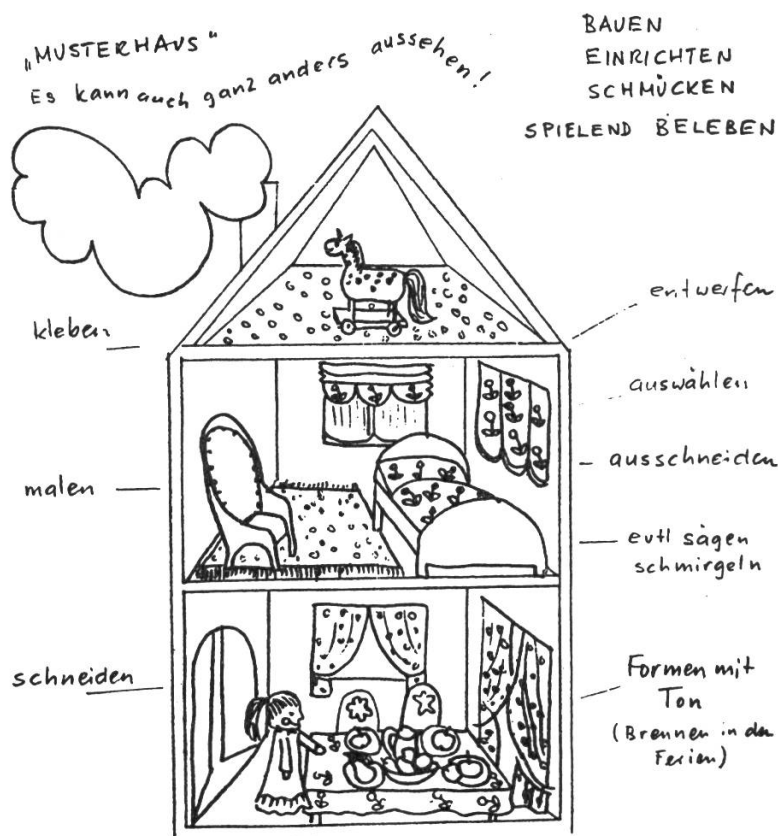 „MUSTERHAUS"
Es kann auch ganz anders aussehen!
BAUEN
EINRICHTEN
SCHMÜCKEN
SPIELEND BELEBEN
kleben
malen
schneiden
entwerfen
auswählen
ausschneiden
evtl sägen
schmirgeln
Formen mit
Ton
(Brennen in den
Ferien)